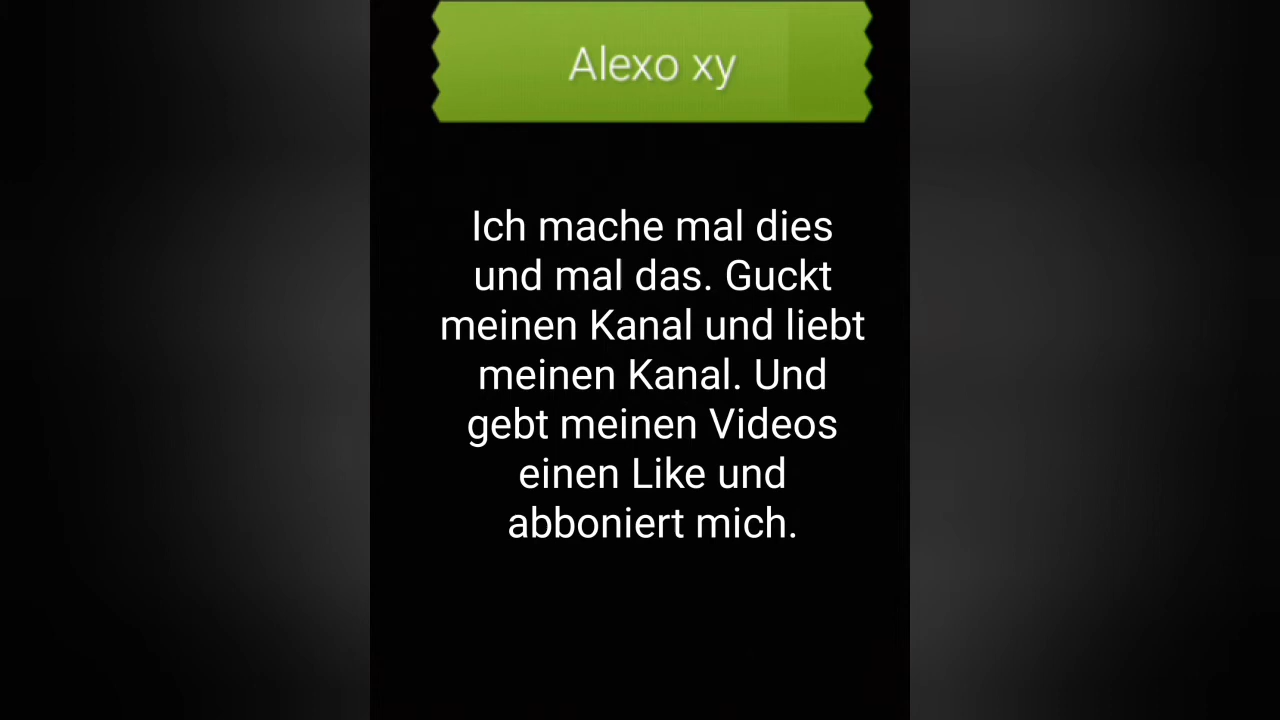 Alexo xy
Ich mache mal dies
und mal das. Guckt
meinen Kanal und liebt
meinen Kanal. Und
gebt meinen Videos
einen Like und
abboniert mich.